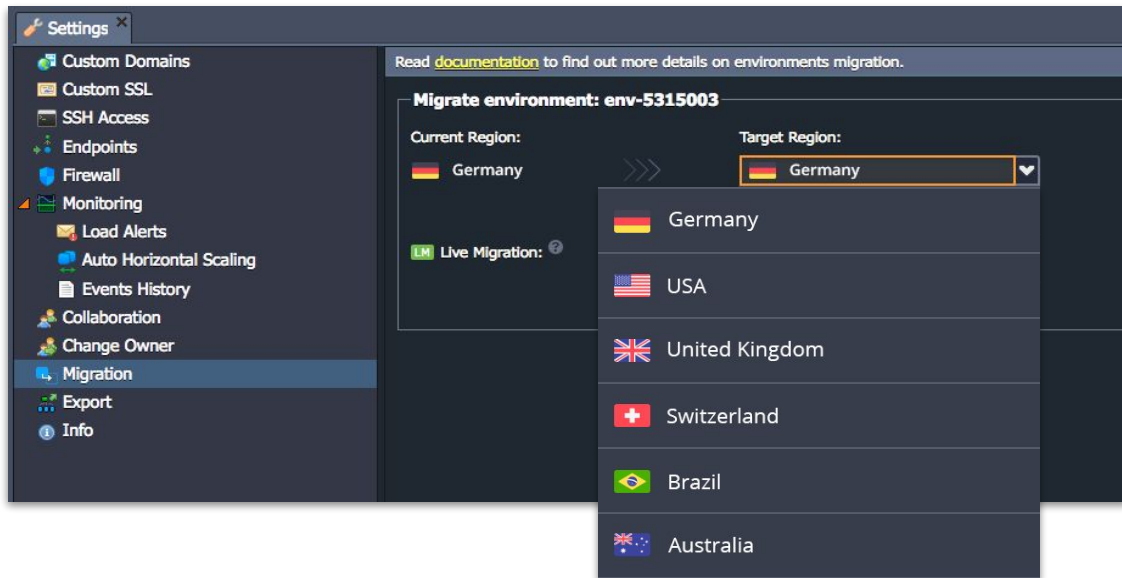 Settings
Custom Domains
Custom SSL
SSH Access
Endpoints
Firewall
Monitoring
Load Alerts
Auto Horizontal Scaling
Events History
Collaboration
Change Owner
Migration
Export
Info
Read documentation to find out more details on environments migration.
Migrate environment: env-5315003
Current Region:
Target Region:
Germany
Germany
LM Live Migration: ?
Germany
USA
United Kingdom
Switzerland
Brazil
Australia